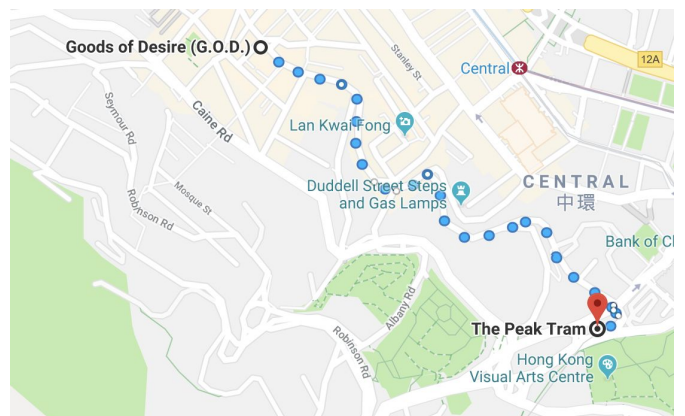 Goods of Desire (G.O.D.)
Stanley St
12A
Central
Seymour Rd
Caine Rd
Lan Kwai Fong
Mosque St
Duddell Street Steps
and Gas Lamps
CENTRAL
中環
Robinson Rd
Bank of Ch
Albany Rd
The Peak Tram
Robinson Rd
Hong Kong
Visual Arts Centre